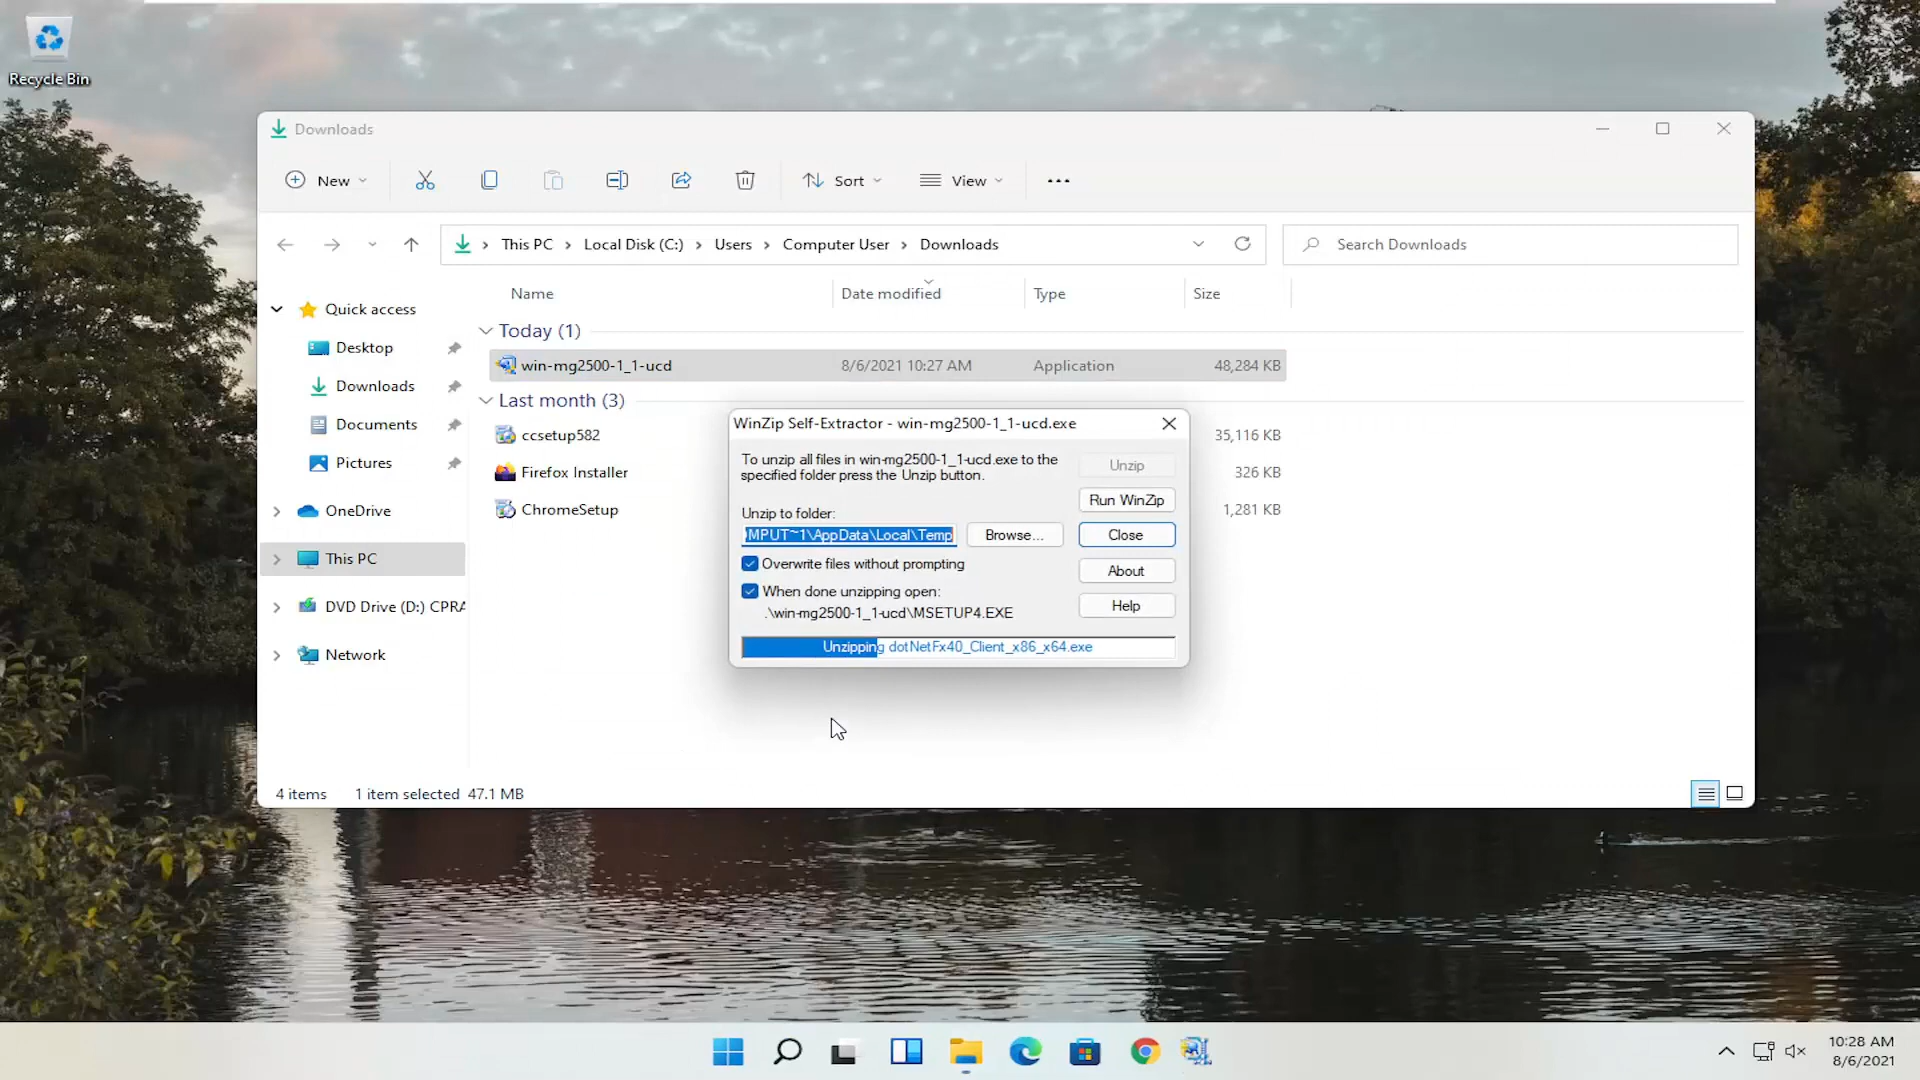 Recycle Bin
Downloads
New
Sort
View
This PC
Local Disk (C:)
Users
Computer User
Downloads
Search Downloads
Name
Date modified
Type
Size
Quick access
Desktop
Downloads
Documents
Pictures
OneDrive
This PC
DVD Drive (D:) CPRA
Network
Today (1)
win-mg2500-1_1-ucd 8/6/2021 10:27 AM Application 48,284 KB
Last month (3)
ccsetup582 35,116 KB
Firefox Installer 326 KB
ChromeSetup 1,281 KB
WinZip Self-Extractor - win-mg2500-1_1-ucd.exe
To unzip all files in win-mg2500-1_1-ucd.exe to the
specified folder press the Unzip button.
Unzip to folder:
MPUT~1\AppData\Local\Temp
Browse...
Overwrite files without prompting
When done unzipping open:
.\win-mg2500-1_1-ucd\MSETUP4.EXE
Unzip
Run WinZip
Close
About
Help
Unzipping dotNetFx40_Client_x86_x64.exe
4 items 1 item selected 47.1 MB
10:28 AM
8/6/2021